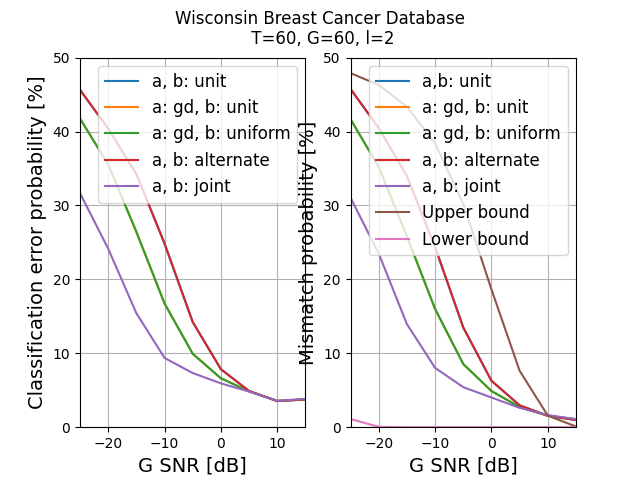 Wisconsin Breast Cancer Database
T=60, G=60, l=2
Classification error probability [%]
50
40
30
20
10
0
a, b: unit
a: gd, b: unit
a: gd, b: uniform
a, b: alternate
a, b: joint
−20
−10
0
10
G SNR [dB]
Mismatch probability [%]
50
40
30
20
10
0
a,b: unit
a: gd, b: unit
a: gd, b: uniform
a, b: alternate
a, b: joint
Upper bound
Lower bound
−20
−10
0
10
G SNR [dB]